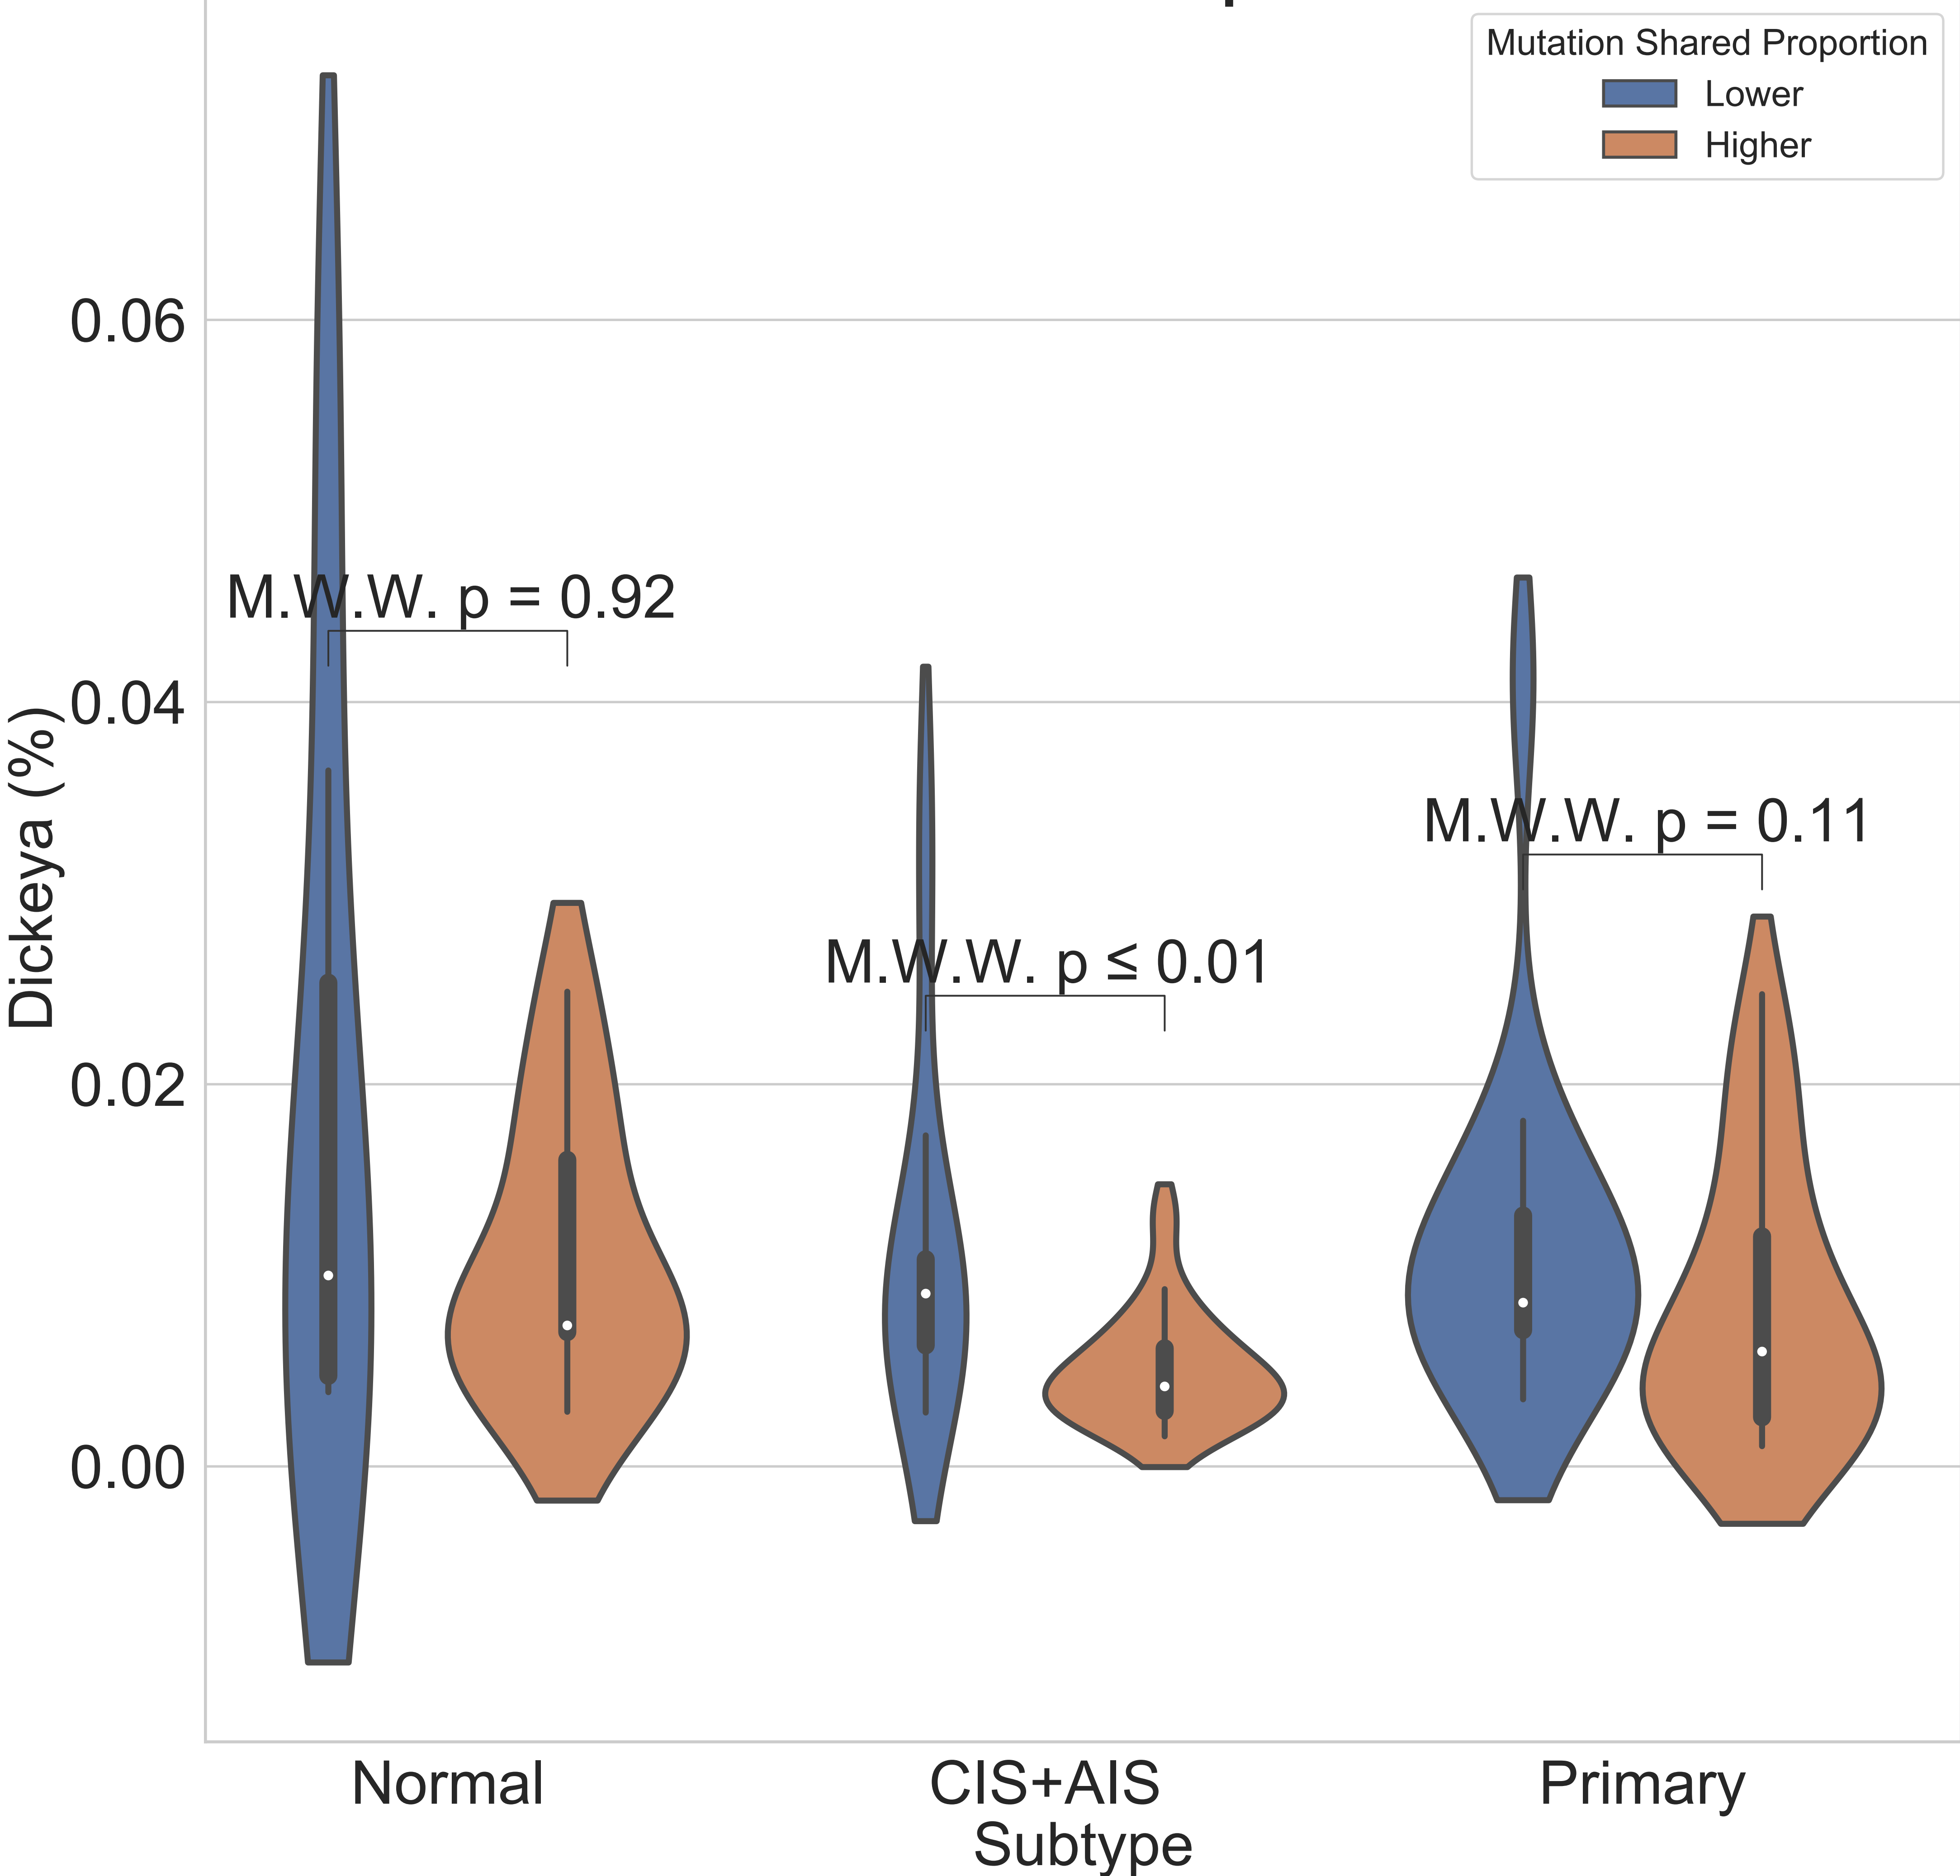 Mutation Shared Proportion
Lower
Higher
0.06
M.W.W. p = 0.92
0.04
M.W.W. p = 0.11
M.W.W. p ≤ 0.01
0.02
0.00
Dickeya (%)
Normal
CIS+AIS
Primary
Subtype